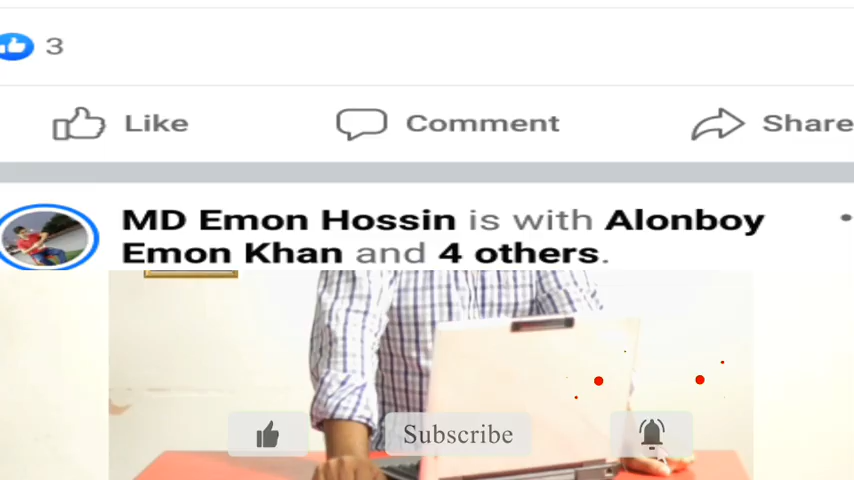 3
Like Comment Share
MD Emon Hossin is with Alonboy
Emon Khan and 4 others.
Subscribe